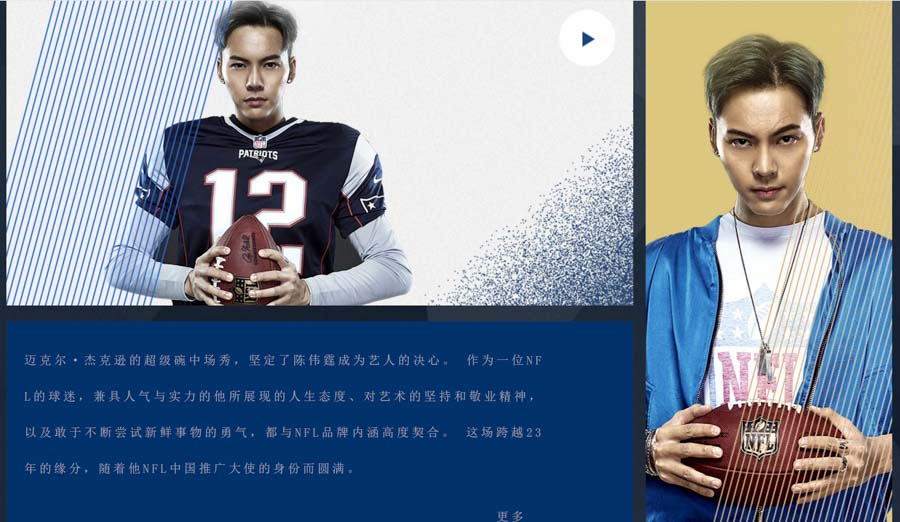 PATRIOTS
12
NFL
NFL
迈克尔·杰克逊的超级碗中场秀，坚定了陈伟霆成为艺人的决心。 作为一位NF
L的球迷，兼具人气与实力的他所展现的人生态度、对艺术的坚持和敬业精神，
以及敢于不断尝试新鲜事物的勇气，都与NFL品牌内涵高度契合。 这场跨越23
年的缘分，随着他NFL中国推广大使的身份而圆满。
更多